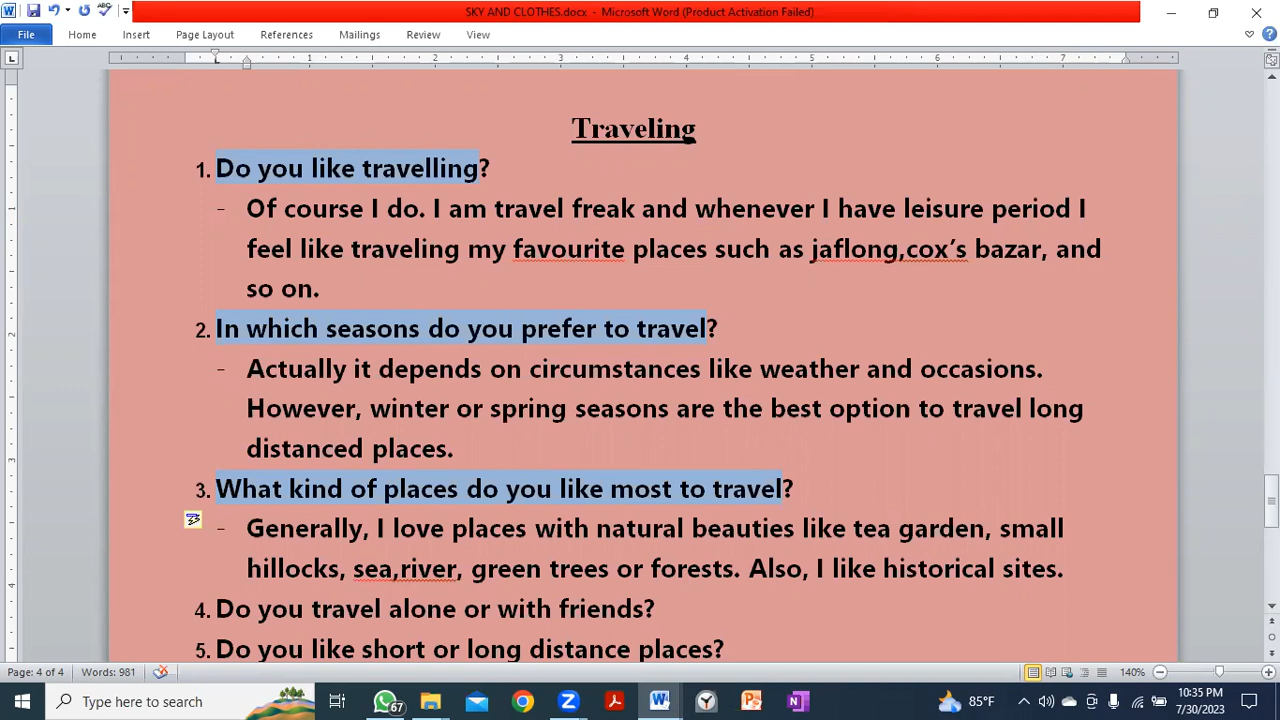 SKY AND CLOTHES.docx - Microsoft Word (Product Activation Failed)
File Home Insert Page Layout References Mailings Review View
1 2 3 4 5 6 7
Traveling
1. Do you like travelling?
- Of course I do. I am travel freak and whenever I have leisure period I
feel like traveling my favourite places such as jaflong,cox's bazar, and
so on.
2. In which seasons do you prefer to travel?
- Actually it depends on circumstances like weather and occasions.
However, winter or spring seasons are the best option to travel long
distanced places.
3. What kind of places do you like most to travel?
- Generally, I love places with natural beauties like tea garden, small
hillocks, sea,river, green trees or forests. Also, I like historical sites.
4. Do you travel alone or with friends?
5. Do you like short or long distance places?
Page: 4 of 4 Words: 981 140%
Type here to search 67 85°F 10:35 PM
7/30/2023